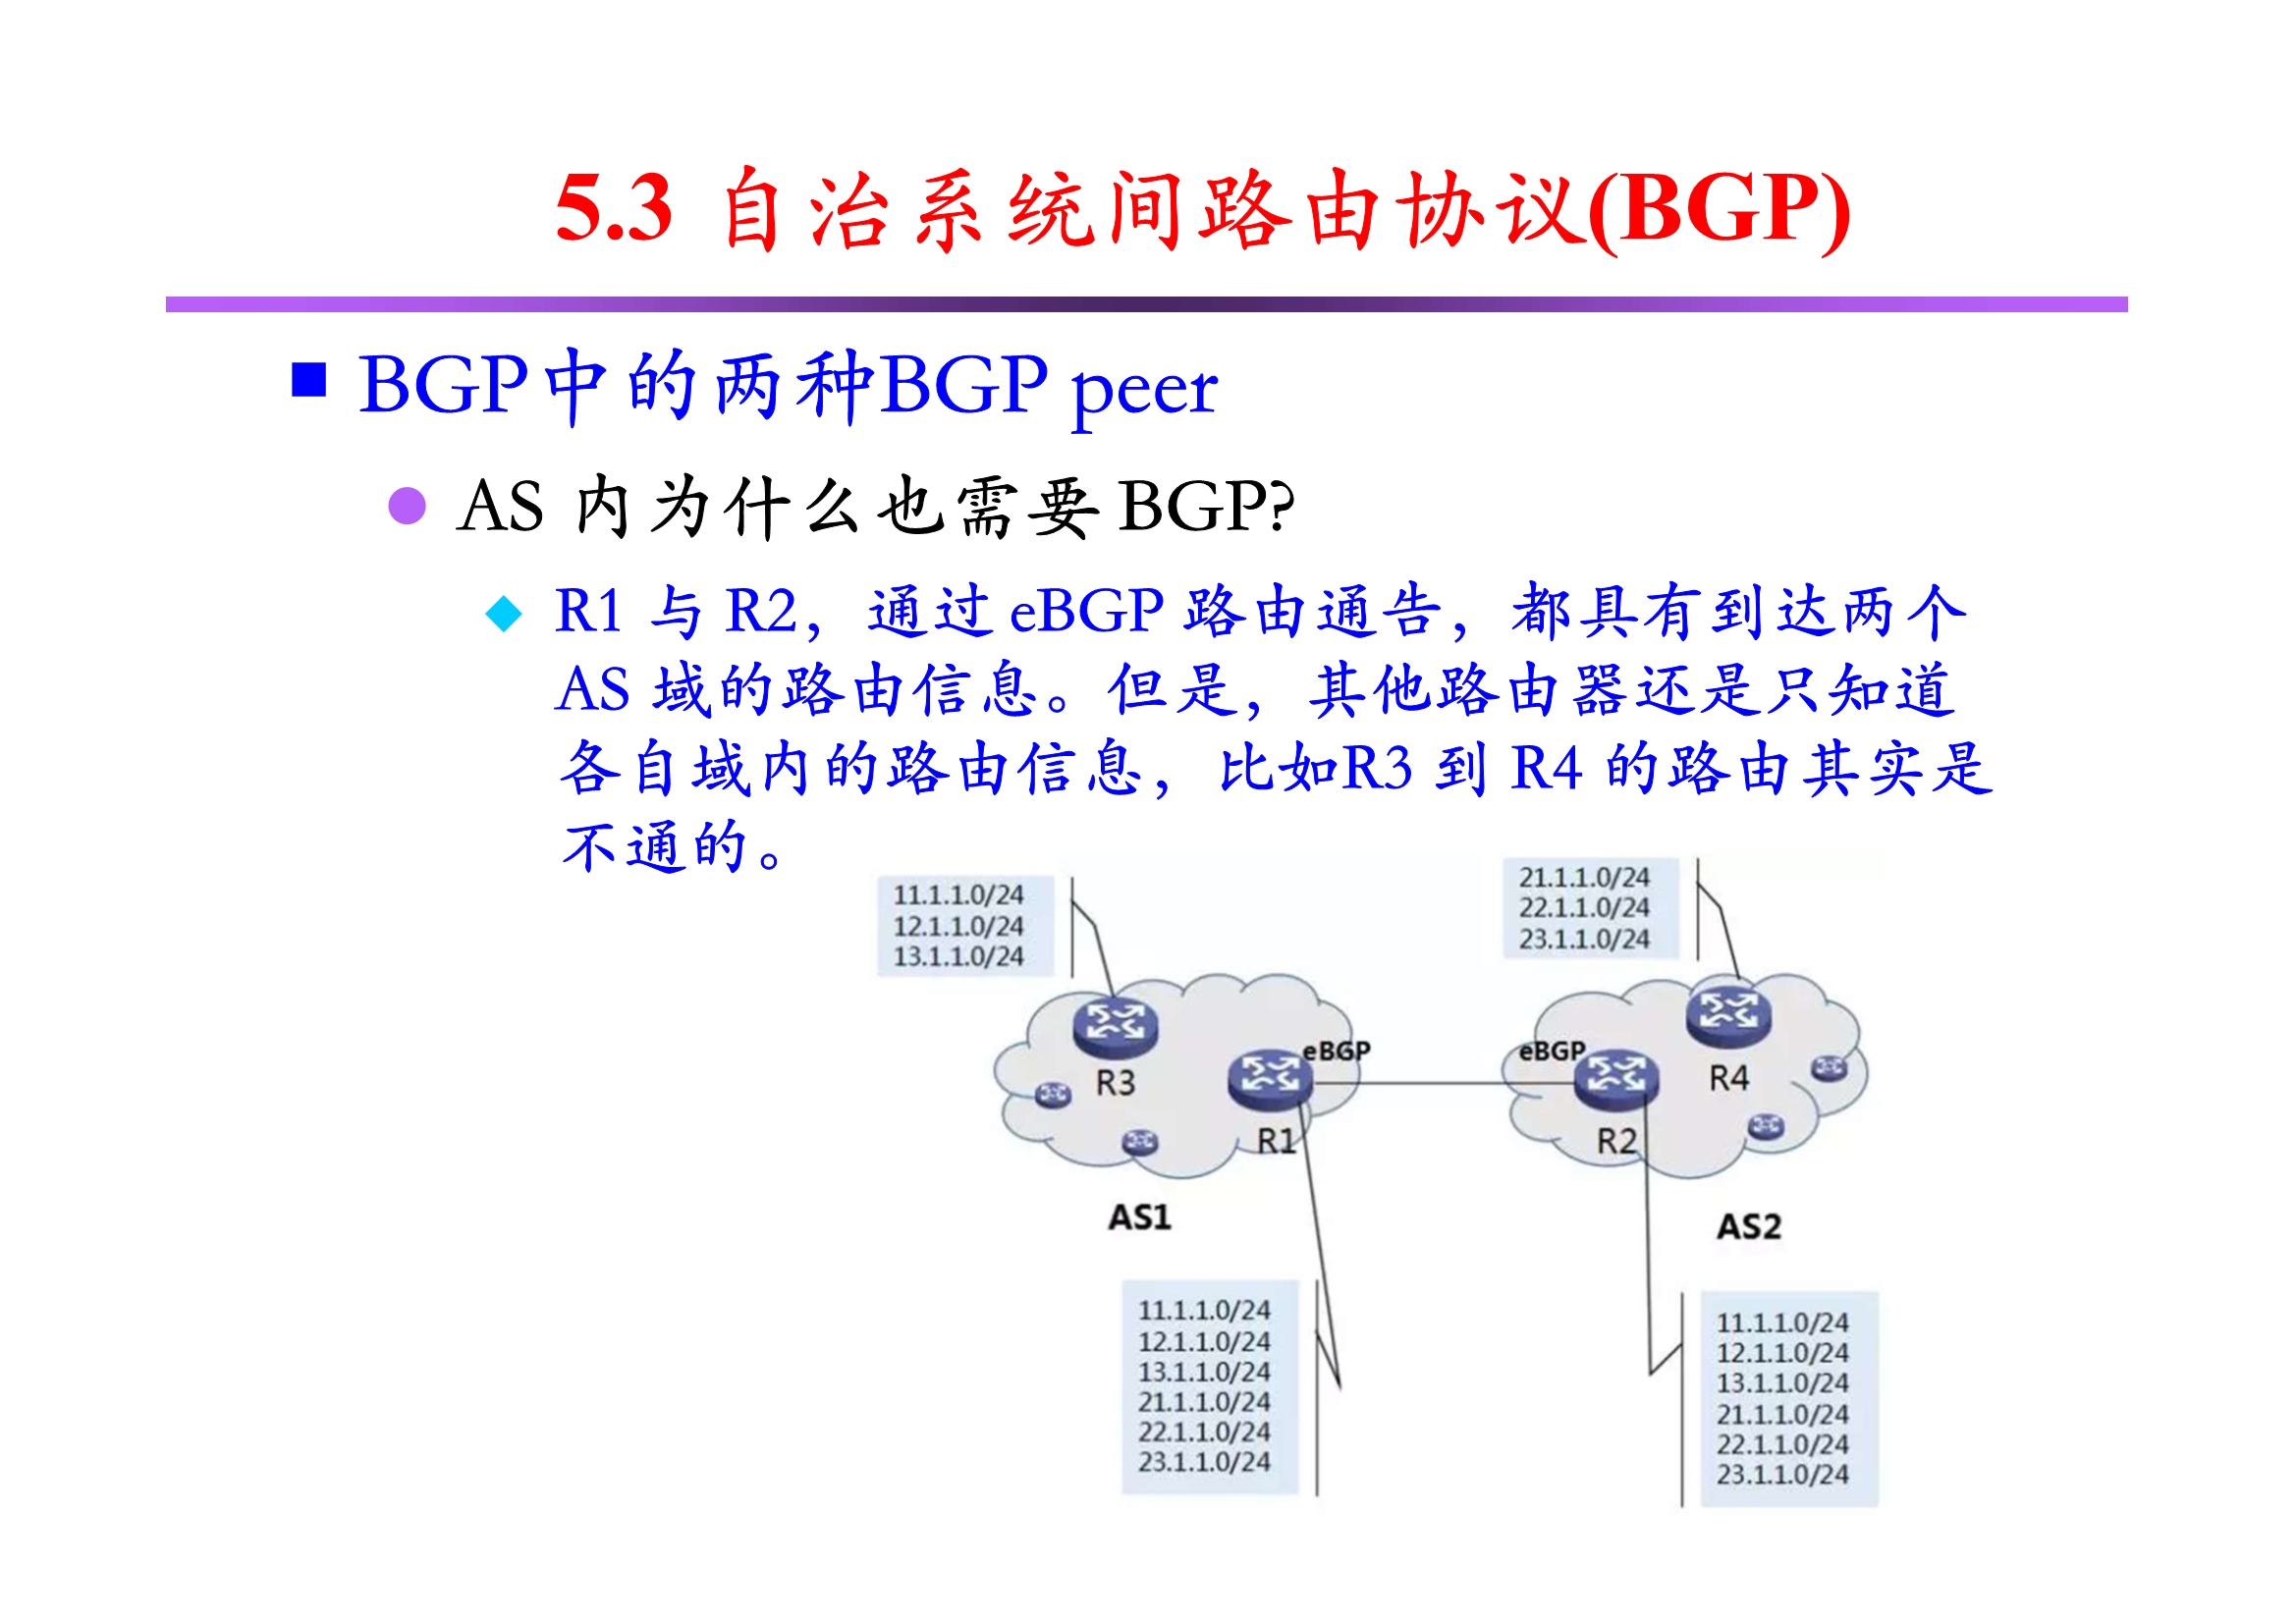 5.3 自治系统间路由协议(BGP)
BGP中的两种BGP peer
AS 内为什么也需要 BGP?
R1 与 R2，通过 eBGP 路由通告，都具有到达两个
AS 域的路由信息。但是，其他路由器还是只知道
各自域内的路由信息，比如R3 到 R4 的路由其实是
不通的。
11.1.1.0/24
12.1.1.0/24
13.1.1.0/24
21.1.1.0/24
22.1.1.0/24
23.1.1.0/24
R3
eBGP
R1
AS1
eBGP
R2
R4
AS2
11.1.1.0/24
12.1.1.0/24
13.1.1.0/24
21.1.1.0/24
22.1.1.0/24
23.1.1.0/24
11.1.1.0/24
12.1.1.0/24
13.1.1.0/24
21.1.1.0/24
22.1.1.0/24
23.1.1.0/24